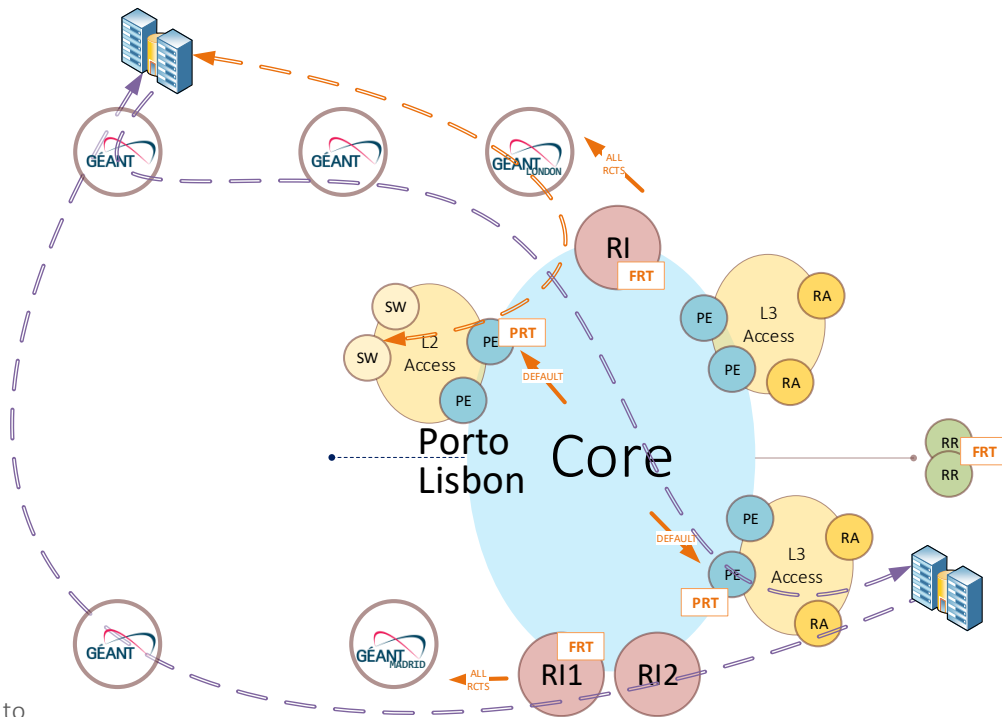 GÉANT
GÉANT
GÉANT
LONDON
ALL
RCTS
RI
FRT
SW
SW
L2
Access
PE
PRT
PE
DEFAULT
PE
PE
L3
Access
RA
RA
Porto
Lisbon
Core
RR
FRT
RR
DEFAULT
PE
PE
PRT
L3
Access
RA
RA
GÉANT
GÉANT
MADRID
ALL
RCTS
FRT
RI1
RI2
to